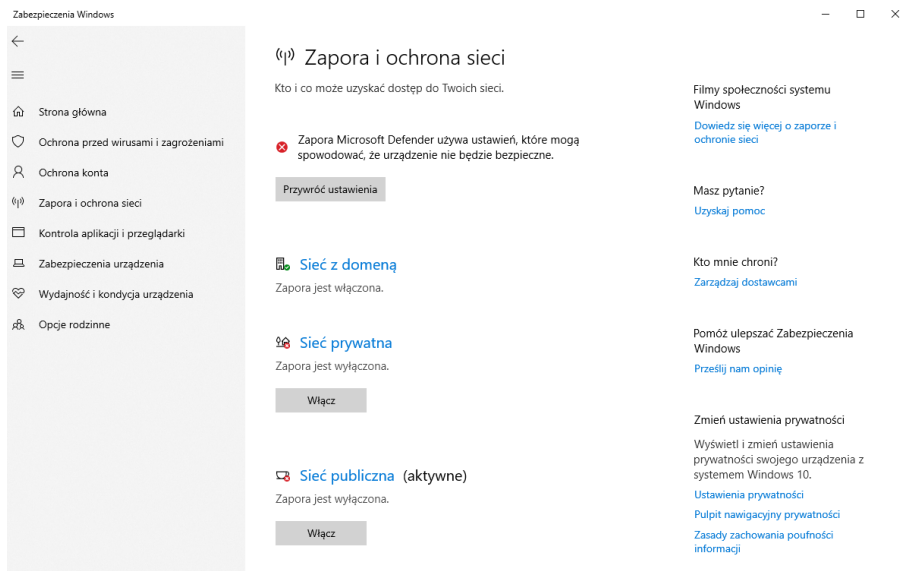 Zabezpieczenia Windows
Strona główna
Ochrona przed wirusami i zagrożeniami
Ochrona konta
Zapora i ochrona sieci
Kontrola aplikacji i przeglądarki
Zabezpieczenia urządzenia
Wydajność i kondycja urządzenia
Opcje rodzinne
Zapora i ochrona sieci
Kto i co może uzyskać dostęp do Twoich sieci.
Zapora Microsoft Defender używa ustawień, które mogą
spowodować, że urządzenie nie będzie bezpieczne.
Przywróć ustawienia
Sieć z domeną
Zapora jest włączona.
Sieć prywatna
Zapora jest wyłączona.
Włącz
Sieć publiczna (aktywne)
Zapora jest wyłączona.
Włącz
Filmy społeczności systemu
Windows
Dowiedz się więcej o zaporze i
ochronie sieci
Masz pytanie?
Uzyskaj pomoc
Kto mnie chroni?
Zarządzaj dostawcami
Pomóż ulepszać Zabezpieczenia
Windows
Prześlij nam opinię
Zmień ustawienia prywatności
Wyświetl i zmień ustawienia
prywatności swojego urządzenia z
systemem Windows 10.
Ustawienia prywatności
Pulpit nawigacyjny prywatności
Zasady zachowania poufności
informacji